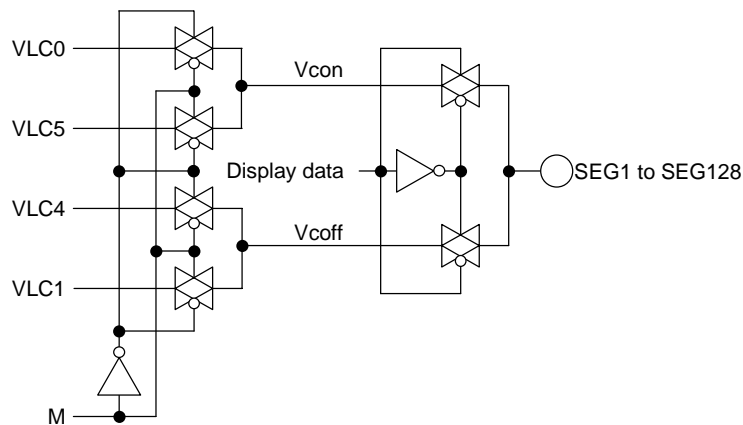 VLC0
Vcon
VLC5
Display data
SEG1 to SEG128
VLC4
Vcoff
VLC1
M